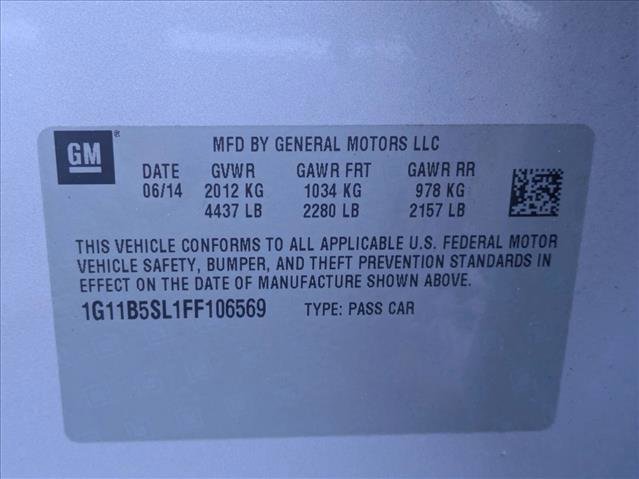 GM ®
MFD BY GENERAL MOTORS LLC
DATE GVWR GAWR FRT GAWR RR
06/14 2012 KG 1034 KG 978 KG
4437 LB 2280 LB 2157 LB
THIS VEHICLE CONFORMS TO ALL APPLICABLE U.S. FEDERAL MOTOR
VEHICLE SAFETY, BUMPER, AND THEFT PREVENTION STANDARDS IN
EFFECT ON THE DATE OF MANUFACTURE SHOWN ABOVE.
1G11B5SL1FF106569 TYPE: PASS CAR